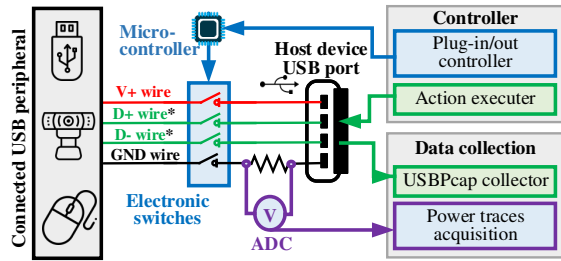 Connected USB peripheral
Micro-
controller
V+ wire
D+ wire*
D- wire*
GND wire
Electronic
switches
Host device
USB port
V
ADC
Controller
Plug-in/out
controller
Action executer
Data collection
USBPcap collector
Power traces
acquisition